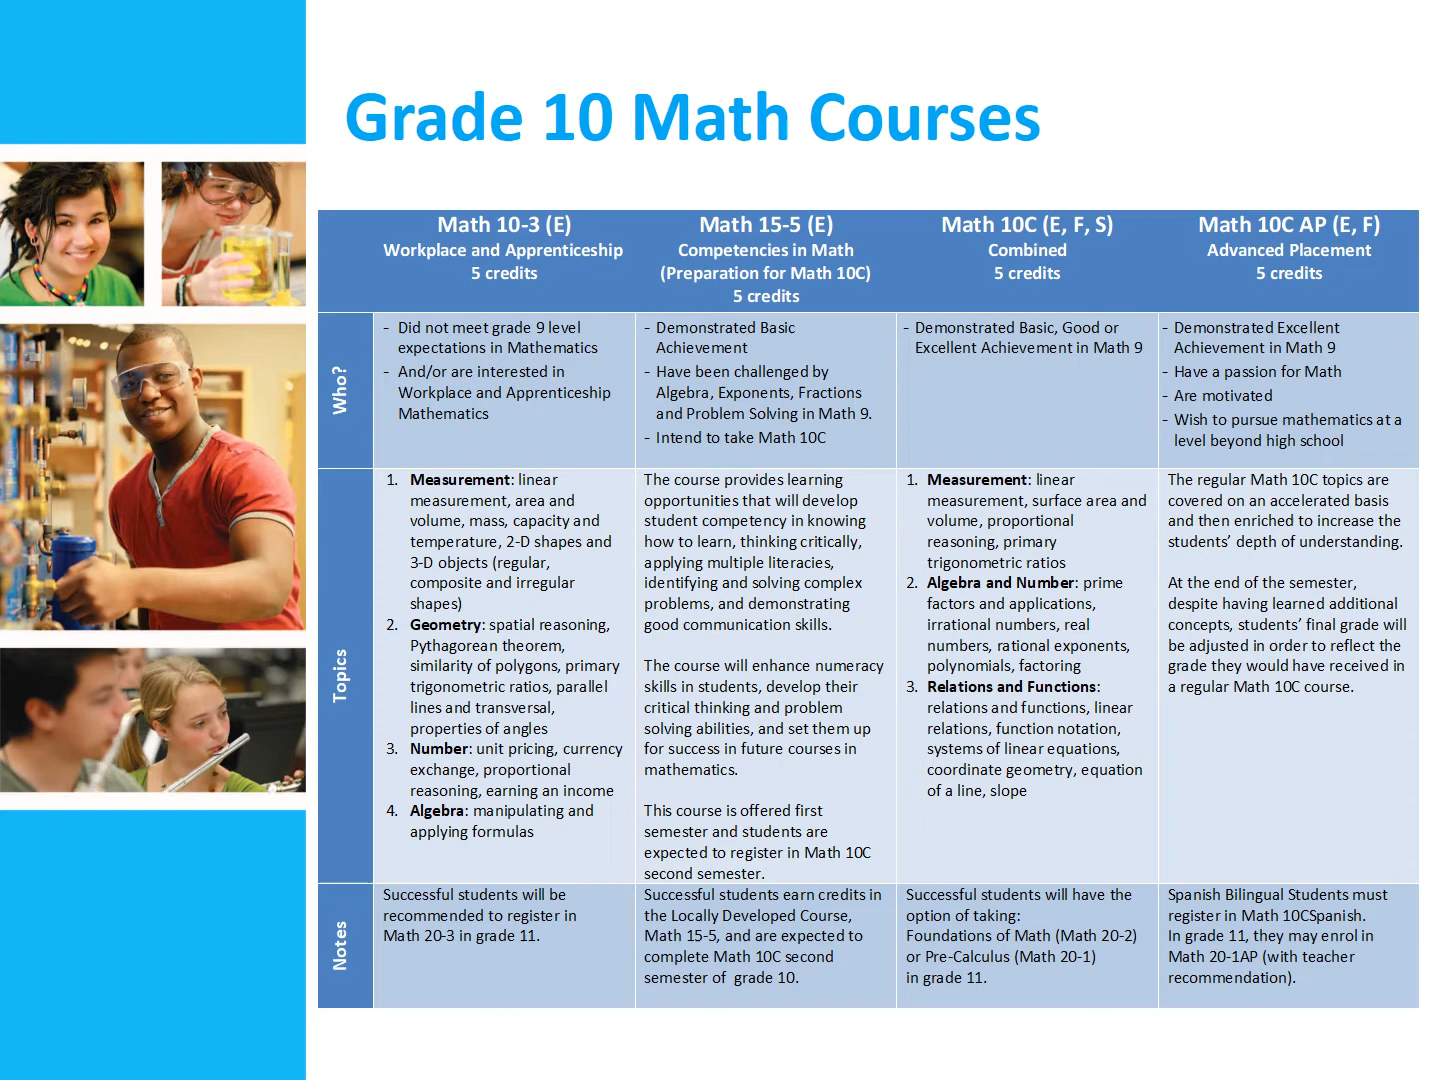 Grade 10 Math Courses
Math 10-3 (E)
Workplace and Apprenticeship
5 credits
Math 15-5 (E)
Competencies in Math
(Preparation for Math 10C)
5 credits
Math 10C (E, F, S)
Combined
5 credits
Math 10C AP (E, F)
Advanced Placement
5 credits
Who?
- Did not meet grade 9 level
expectations in Mathematics
- And/or are interested in
Workplace and Apprenticeship
Mathematics
- Demonstrated Basic
Achievement
- Have been challenged by
Algebra, Exponents, Fractions
and Problem Solving in Math 9.
- Intend to take Math 10C
- Demonstrated Basic, Good or
Excellent Achievement in Math 9
- Demonstrated Excellent
Achievement in Math 9
- Have a passion for Math
- Are motivated
- Wish to pursue mathematics at a
level beyond high school
Topics
1. Measurement: linear
measurement, area and
volume, mass, capacity and
temperature, 2-D shapes and
3-D objects (regular,
composite and irregular
shapes)
2. Geometry: spatial reasoning,
Pythagorean theorem,
similarity of polygons, primary
trigonometric ratios, parallel
lines and transversal,
properties of angles
3. Number: unit pricing, currency
exchange, proportional
reasoning, earning an income
4. Algebra: manipulating and
applying formulas
The course provides learning
opportunities that will develop
student competency in knowing
how to learn, thinking critically,
applying multiple literacies,
identifying and solving complex
problems, and demonstrating
good communication skills.
The course will enhance numeracy
skills in students, develop their
critical thinking and problem
solving abilities, and set them up
for success in future courses in
mathematics.
This course is offered first
semester and students are
expected to register in Math 10C
second semester.
1. Measurement: linear
measurement, surface area and
volume, proportional
reasoning, primary
trigonometric ratios
2. Algebra and Number: prime
factors and applications,
irrational numbers, real
numbers, rational exponents,
polynomials, factoring
3. Relations and Functions:
relations and functions, linear
relations, function notation,
systems of linear equations,
coordinate geometry, equation
of a line, slope
The regular Math 10C topics are
covered on an accelerated basis
and then enriched to increase the
students’ depth of understanding.
At the end of the semester,
despite having learned additional
concepts, students’ final grade will
be adjusted in order to reflect the
grade they would have received in
a regular Math 10C course.
Notes
Successful students will be
recommended to register in
Math 20-3 in grade 11.
Successful students earn credits in
the Locally Developed Course,
Math 15-5, and are expected to
complete Math 10C second
semester of grade 10.
Successful students will have the
option of taking:
Foundations of Math (Math 20-2)
or Pre-Calculus (Math 20-1)
in grade 11.
Spanish Bilingual Students must
register in Math 10CSpanish.
In grade 11, they may enrol in
Math 20-1AP (with teacher
recommendation).